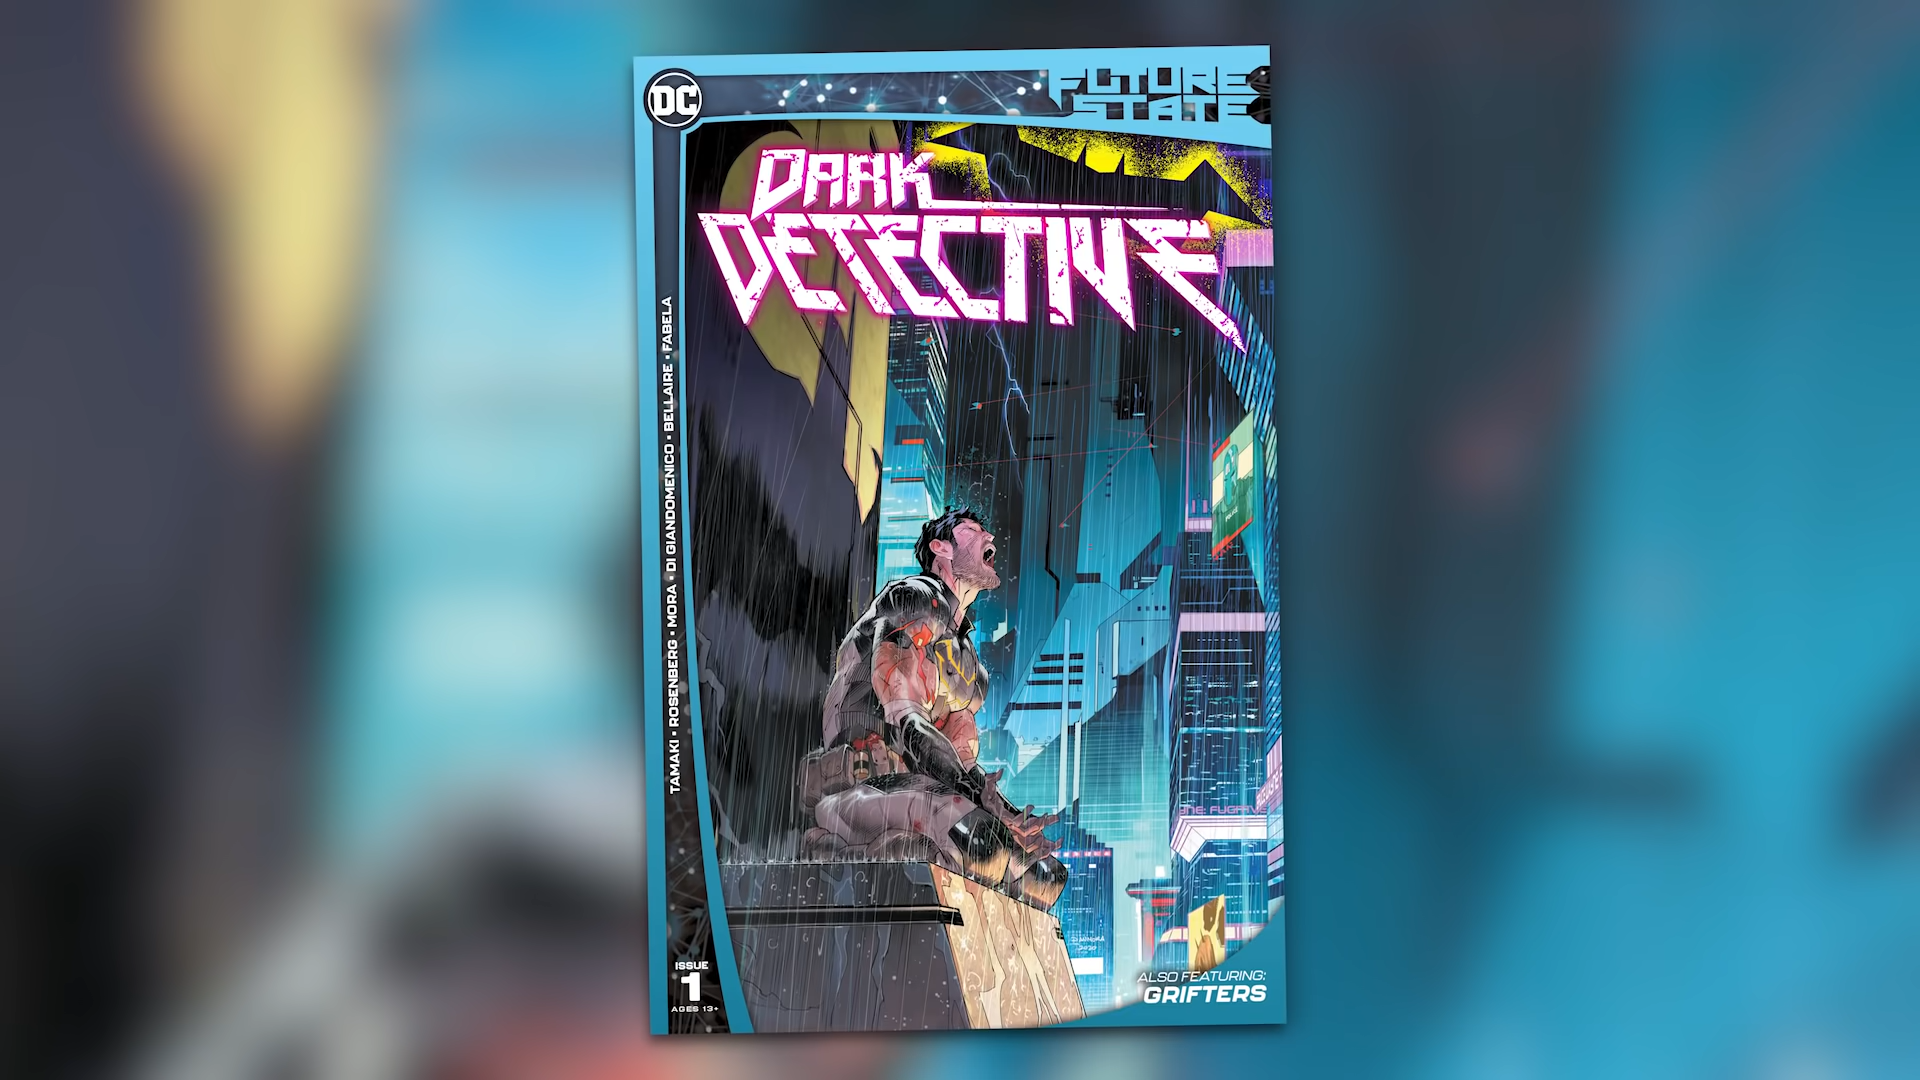 DC
FUTURE
STATE
DARK
DETECTIVE
TAMAKI • ROSENBERG • MORA • DI GIANDOMENICO • BELLAIRE • FABELA
POLICE
ISSUE
1
AGES 13+
ALSO FEATURING:
GRIFTERS